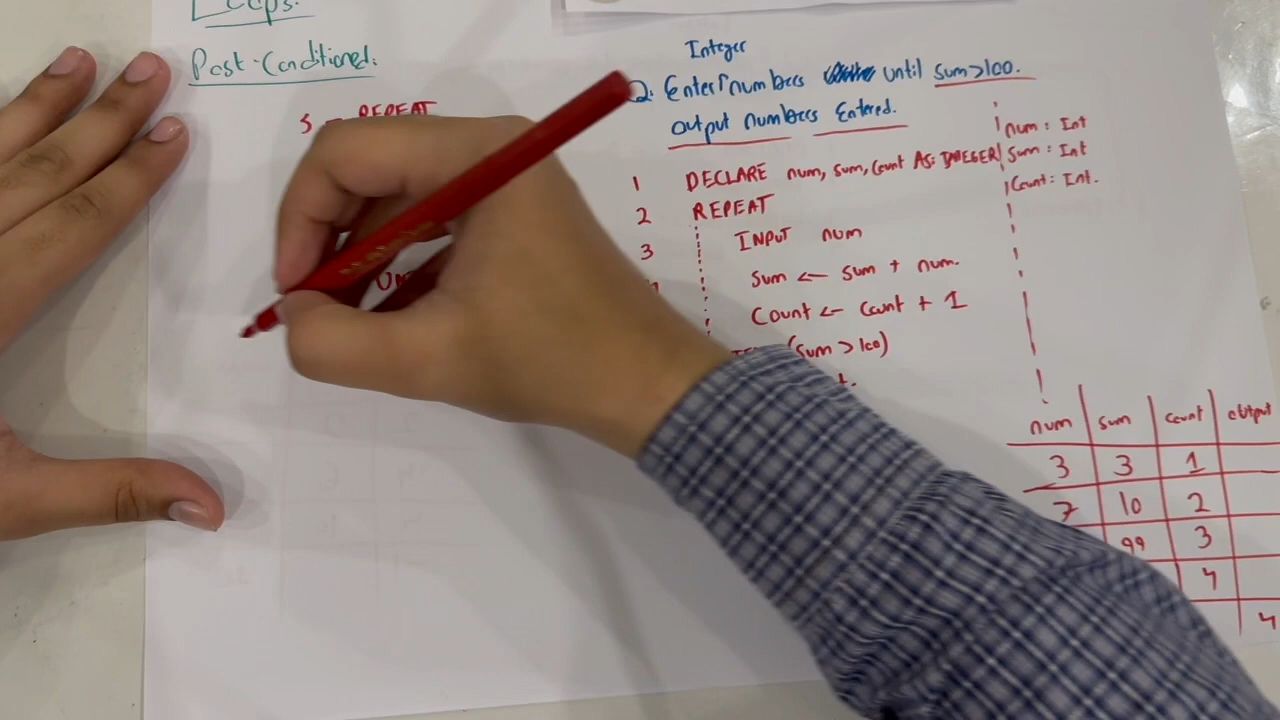 Loops.
Post-Conditioned.
S - REPEAT
Integer
Q: Enter numbers until sum>100.
output numbers Entered.
1 DECLARE num, sum, Count AS: INTEGER
2 REPEAT
3 INPUT num
sum ← sum + num.
Count ← count + 1
(sum > 100)
num : Int
Sum : Int
Count : Int.
num sum count output
3 3 1
7 10 2
99 3
4
4